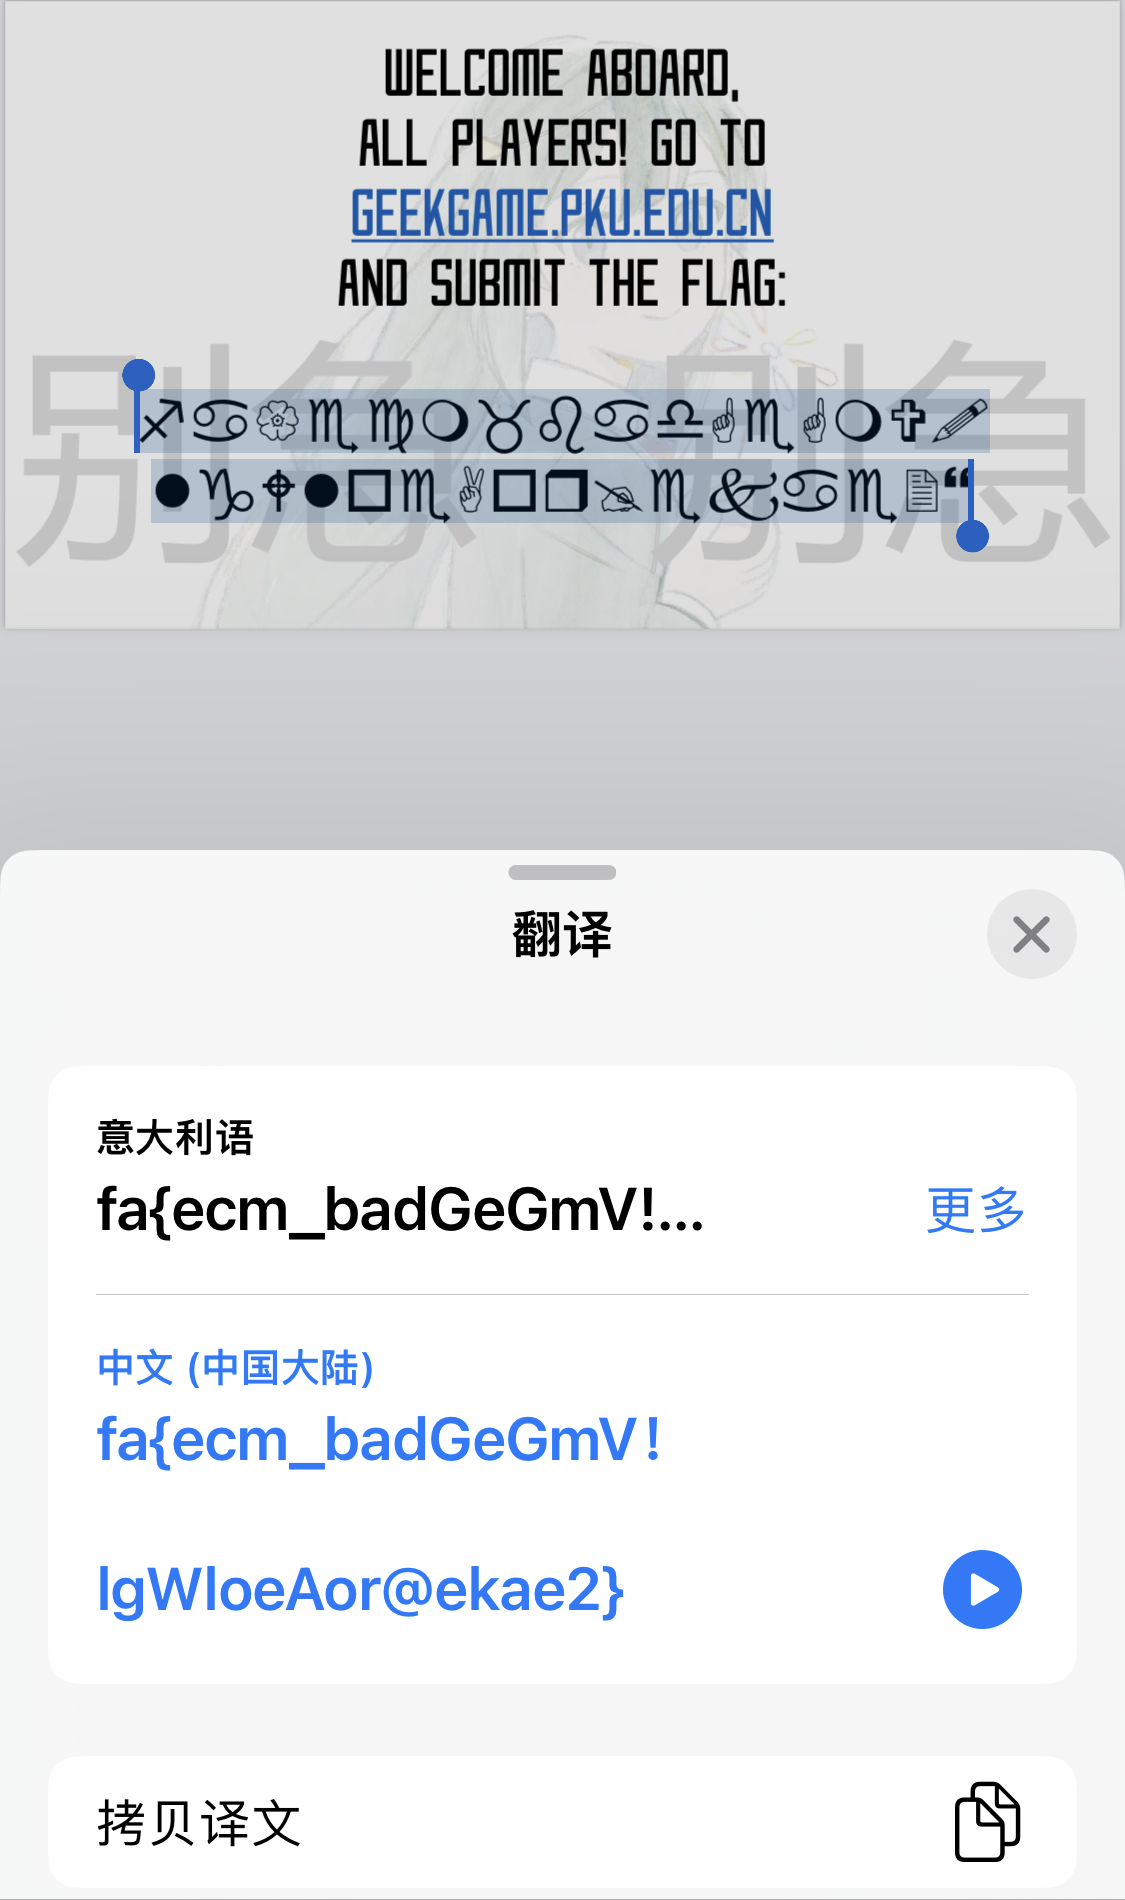 WELCOME ABOARD,
ALL PLAYERS! GO TO
GEEKGAME.PKU.EDU.CN
AND SUBMIT THE FLAG:
别急 别急
♐♋❀♏♍❍♉♌♋♎☝♏☝❍✞✏
●♑⌖●□♏✌□❒✍♏🙰♋♏🖹❝
翻译
意大利语
fa{ecm_badGeGmV!...
更多
中文 (中国大陆)
fa{ecm_badGeGmV!
lgWloeAor@ekae2}
拷贝译文